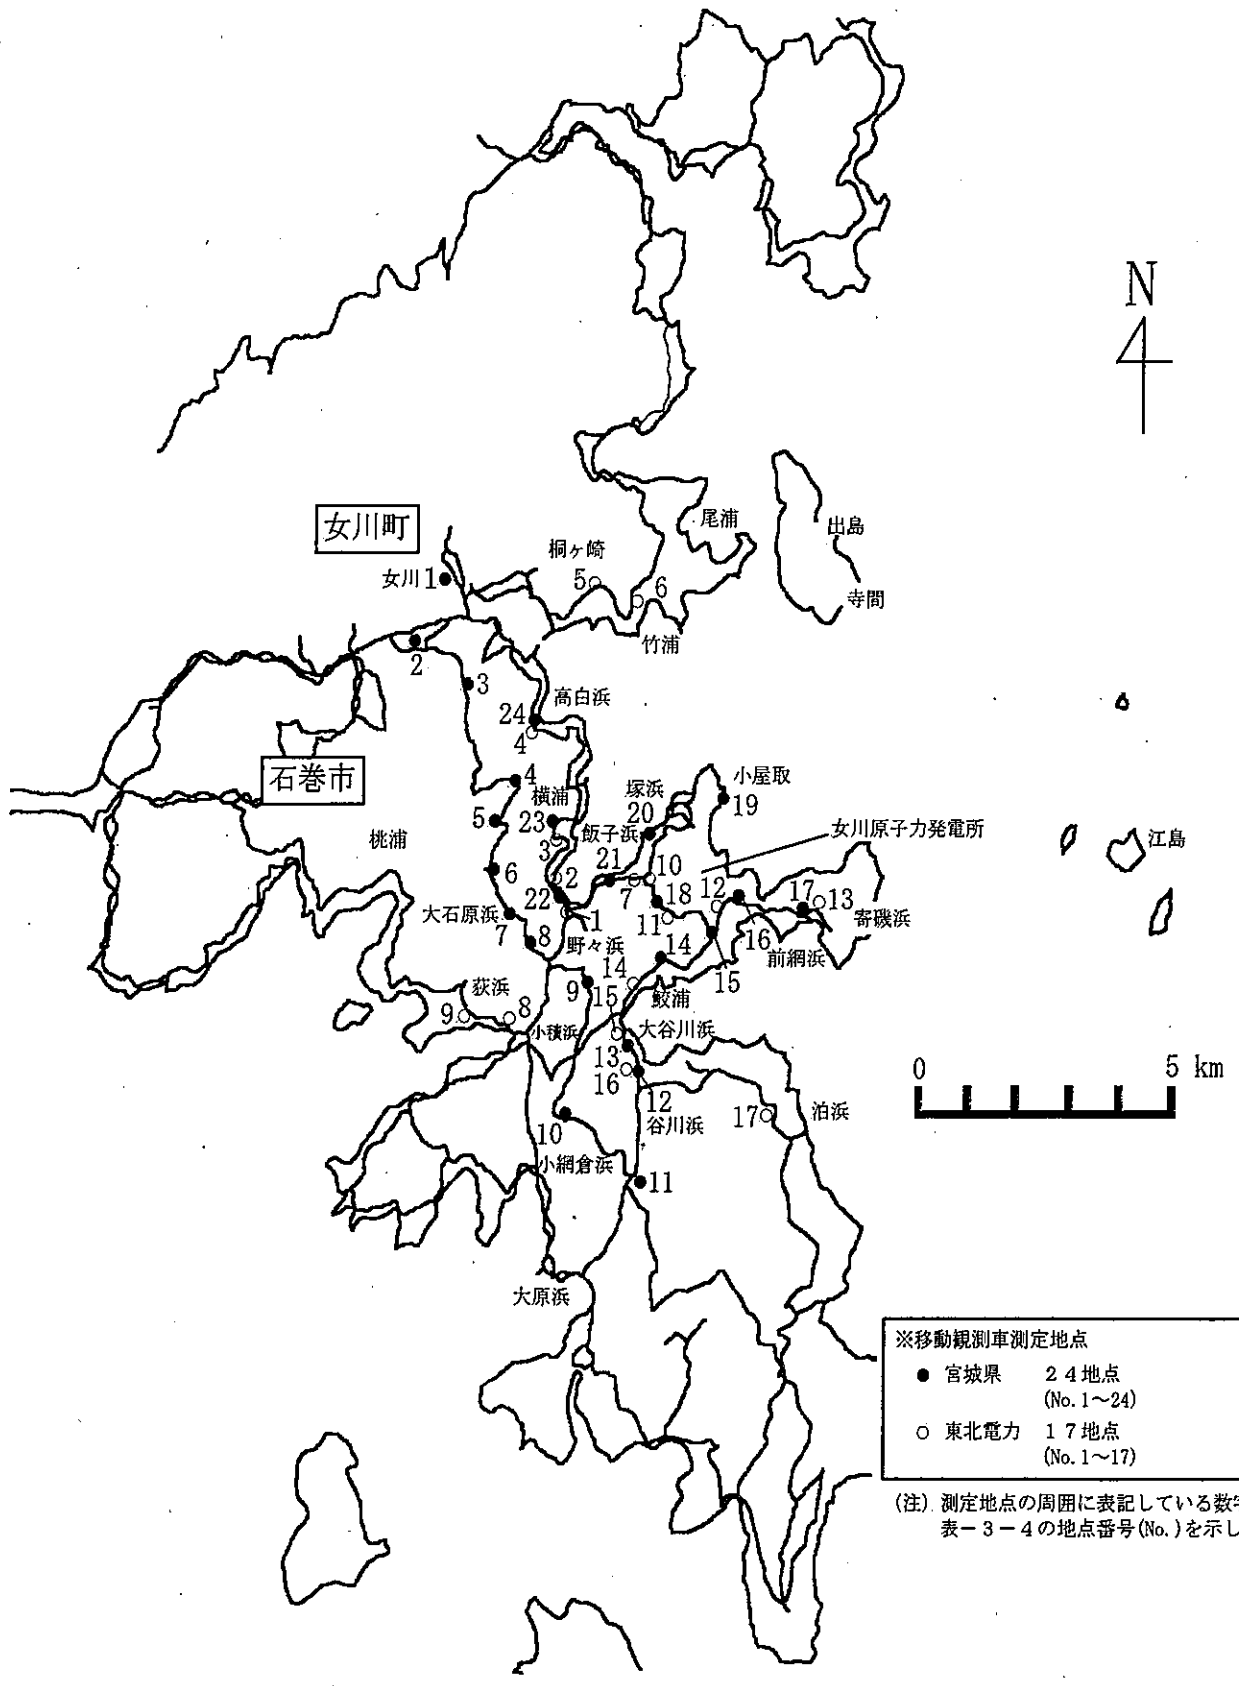 N
女川町
尾浦
出島
桐ヶ崎
女川 1
5
6
寺間
竹浦
2
3
高白浜
24
4
石巻市
4
横浦
塚浜
小屋取
5
23
20
19
飯子浜
女川原子力発電所
桃浦
3
江島
21
6
2
7
10
22
18
12
17
13
大石原浜
1
11
寄磯浜
7
8
野々浜
14
16
前網浜
15
9
14
荻浜
15
鮫浦
9
8
小積浜
大谷川浜
13
0
5 km
16
12
10
谷川浜
17
泊浜
小網倉浜
11
大原浜
※移動観測車測定地点
● 宮城県 24地点
(No.1～24)
○ 東北電力 17地点
(No.1～17)
(注) 測定地点の周囲に表記している数字
表－3－4の地点番号(No.)を示し